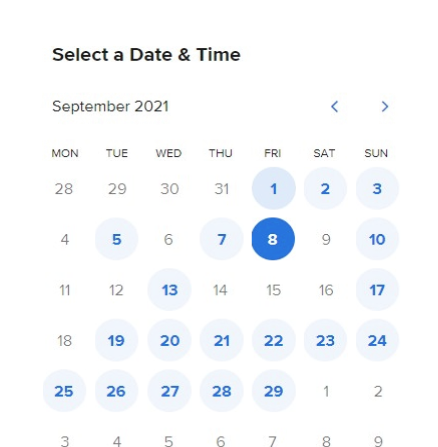 Select a Date & Time
September 2021
MON TUE WED THU FRI SAT SUN
28 29 30 31 1 2 3
4 5 6 7 8 9 10
11 12 13 14 15 16 17
18 19 20 21 22 23 24
25 26 27 28 29 1 2
3 4 5 6 7 8 9